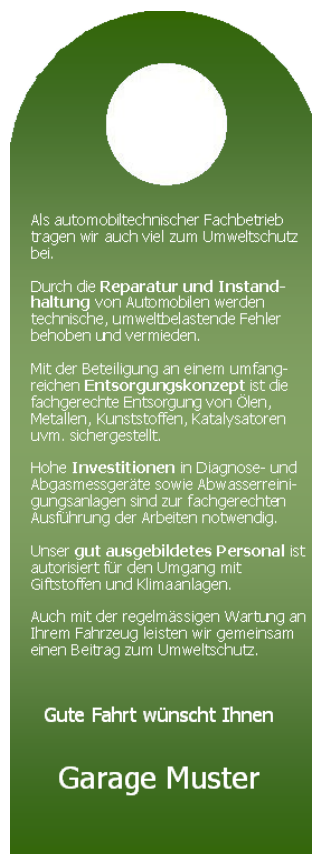 Als automobiltechnischer Fachbetrieb
tragen wir auch viel zum Umweltschutz
bei.
Durch die Reparatur und Instand-
haltung von Automobilen werden
technische, umweltbelastende Fehler
behoben und vermieden.
Mit der Beteiligung an einem umfang-
reichen Entsorgungskonzept ist die
fachgerechte Entsorgung von Ölen,
Metallen, Kunststoffen, Katalysatoren
uvm. sichergestellt.
Hohe Investitionen in Diagnose- und
Abgasmessgeräte sowie Abwasserreini-
gungsanlagen sind zur fachgerechten
Ausführung der Arbeiten notwendig.
Unser gut ausgebildetes Personal ist
autorisiert für den Umgang mit
Giftstoffen und Klimaanlagen.
Auch mit der regelmässigen Wartung an
Ihrem Fahrzeug leisten wir gemeinsam
einen Beitrag zum Umweltschutz.
Gute Fahrt wünscht Ihnen
Garage Muster